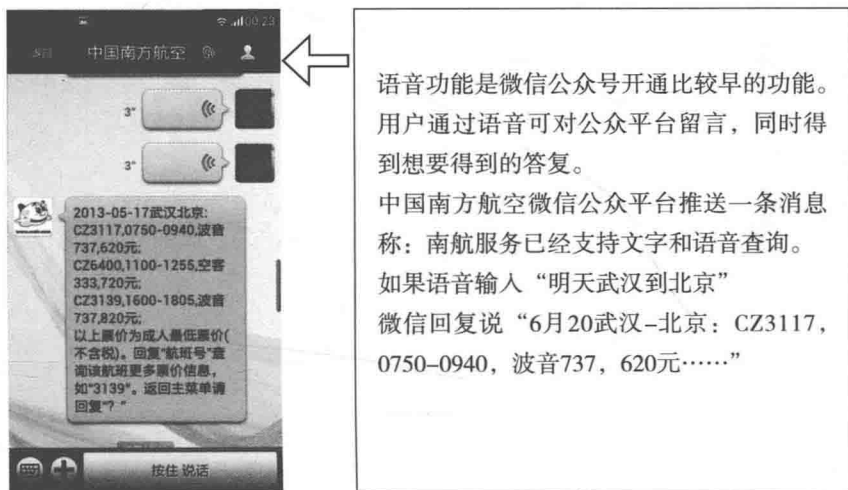 00:23
中国南方航空
3"
3"
2013-05-17武汉北京:
CZ3117,0750-0940,波音
737,620元;
CZ6400,1100-1255,空客
333,720元;
CZ3139,1600-1805,波音
737,820元;
以上票价为成人最低票价(
不含税)。回复"航班号"查
询该航班更多票价信息,
如"3139"。返回主菜单请
回复"? "
按住 说话
语音功能是微信公众号开通比较早的功能。
用户通过语音可对公众平台留言，同时得
到想要得到的答复。
中国南方航空微信公众平台推送一条消息
称：南航服务已经支持文字和语音查询。
如果语音输入“明天武汉到北京”
微信回复说“6月20武汉–北京：CZ3117，
0750–0940，波音737，620元……”